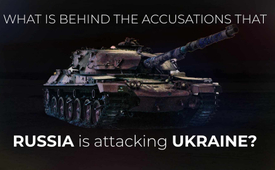 WHAT IS BEHIND THE ACCUSATIONS THAT
RUSSIA is attacking UKRAINE?